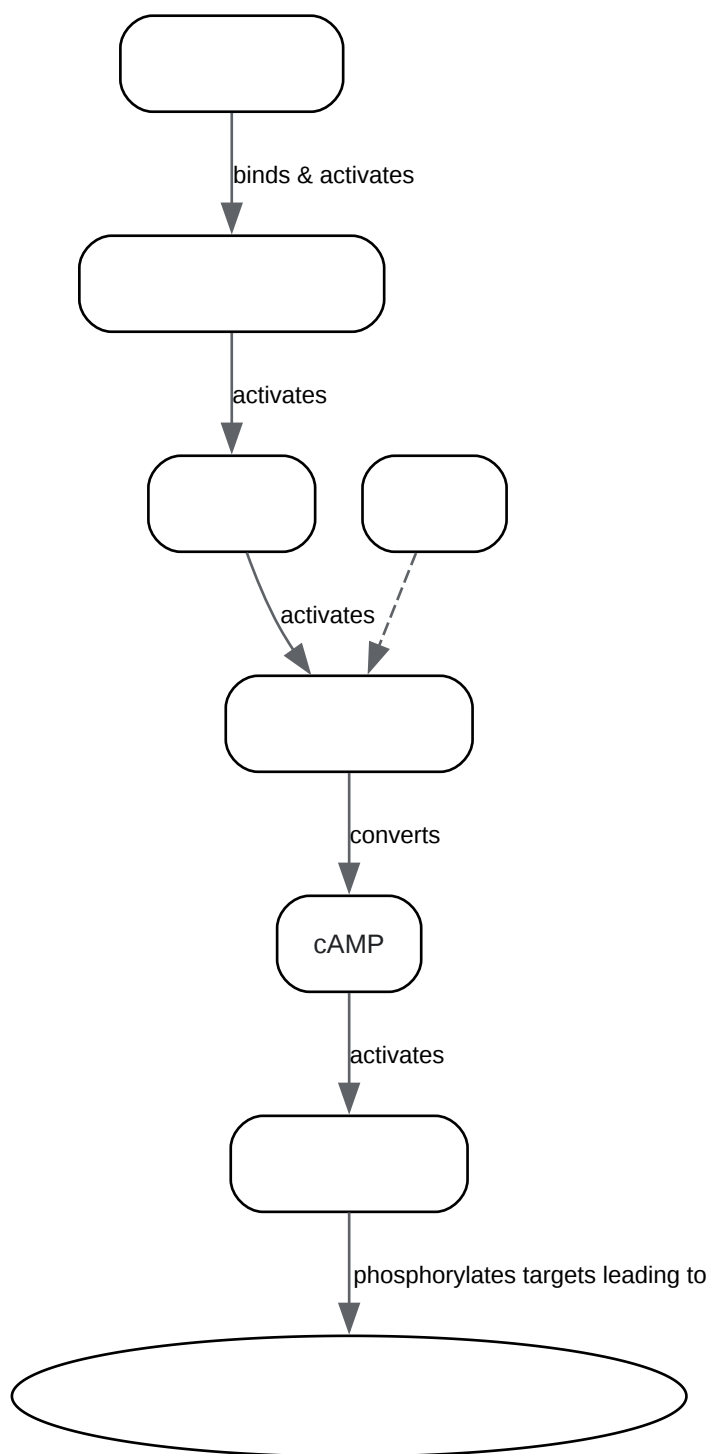 binds & activates
activates
activates
converts
cAMP
activates
phosphorylates targets leading to